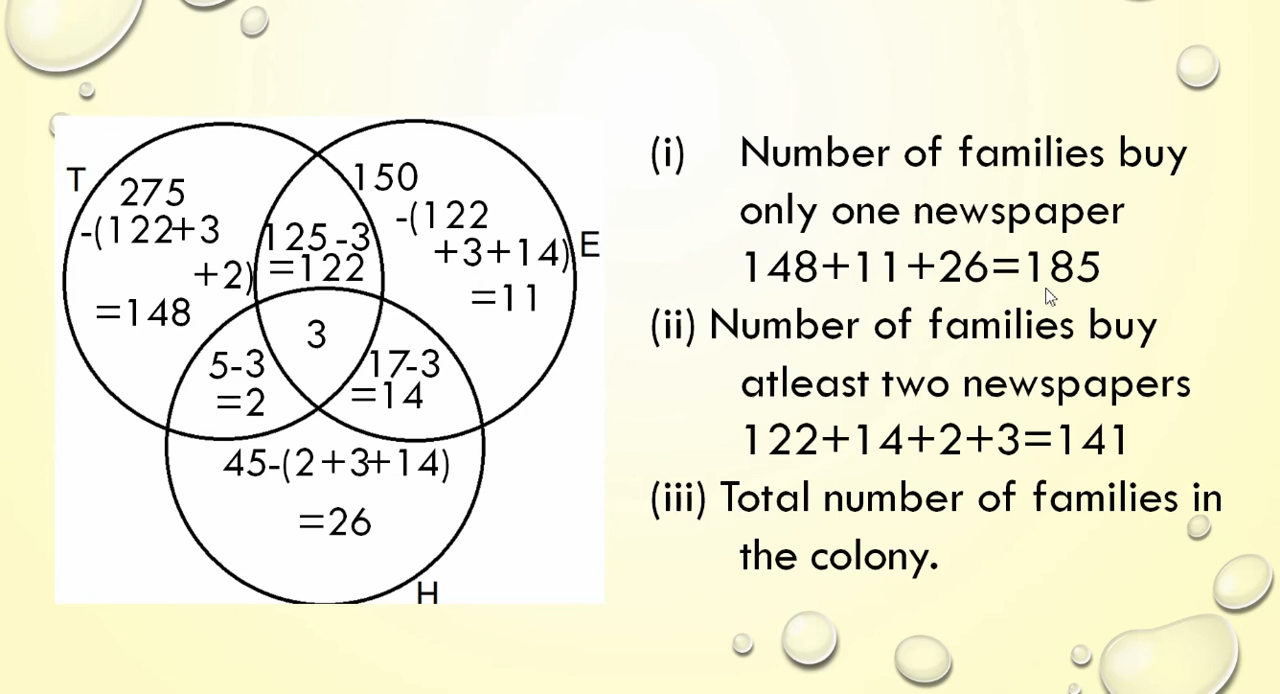 T
275
-(122+3
+2)
=148
125-3
=122
150
-(122
+3+14)
=11
E
3
5-3
=2
17-3
=14
45-(2+3+14)
=26
H
(i) Number of families buy
only one newspaper
148+11+26=185
(ii) Number of families buy
atleast two newspapers
122+14+2+3=141
(iii) Total number of families in
the colony.